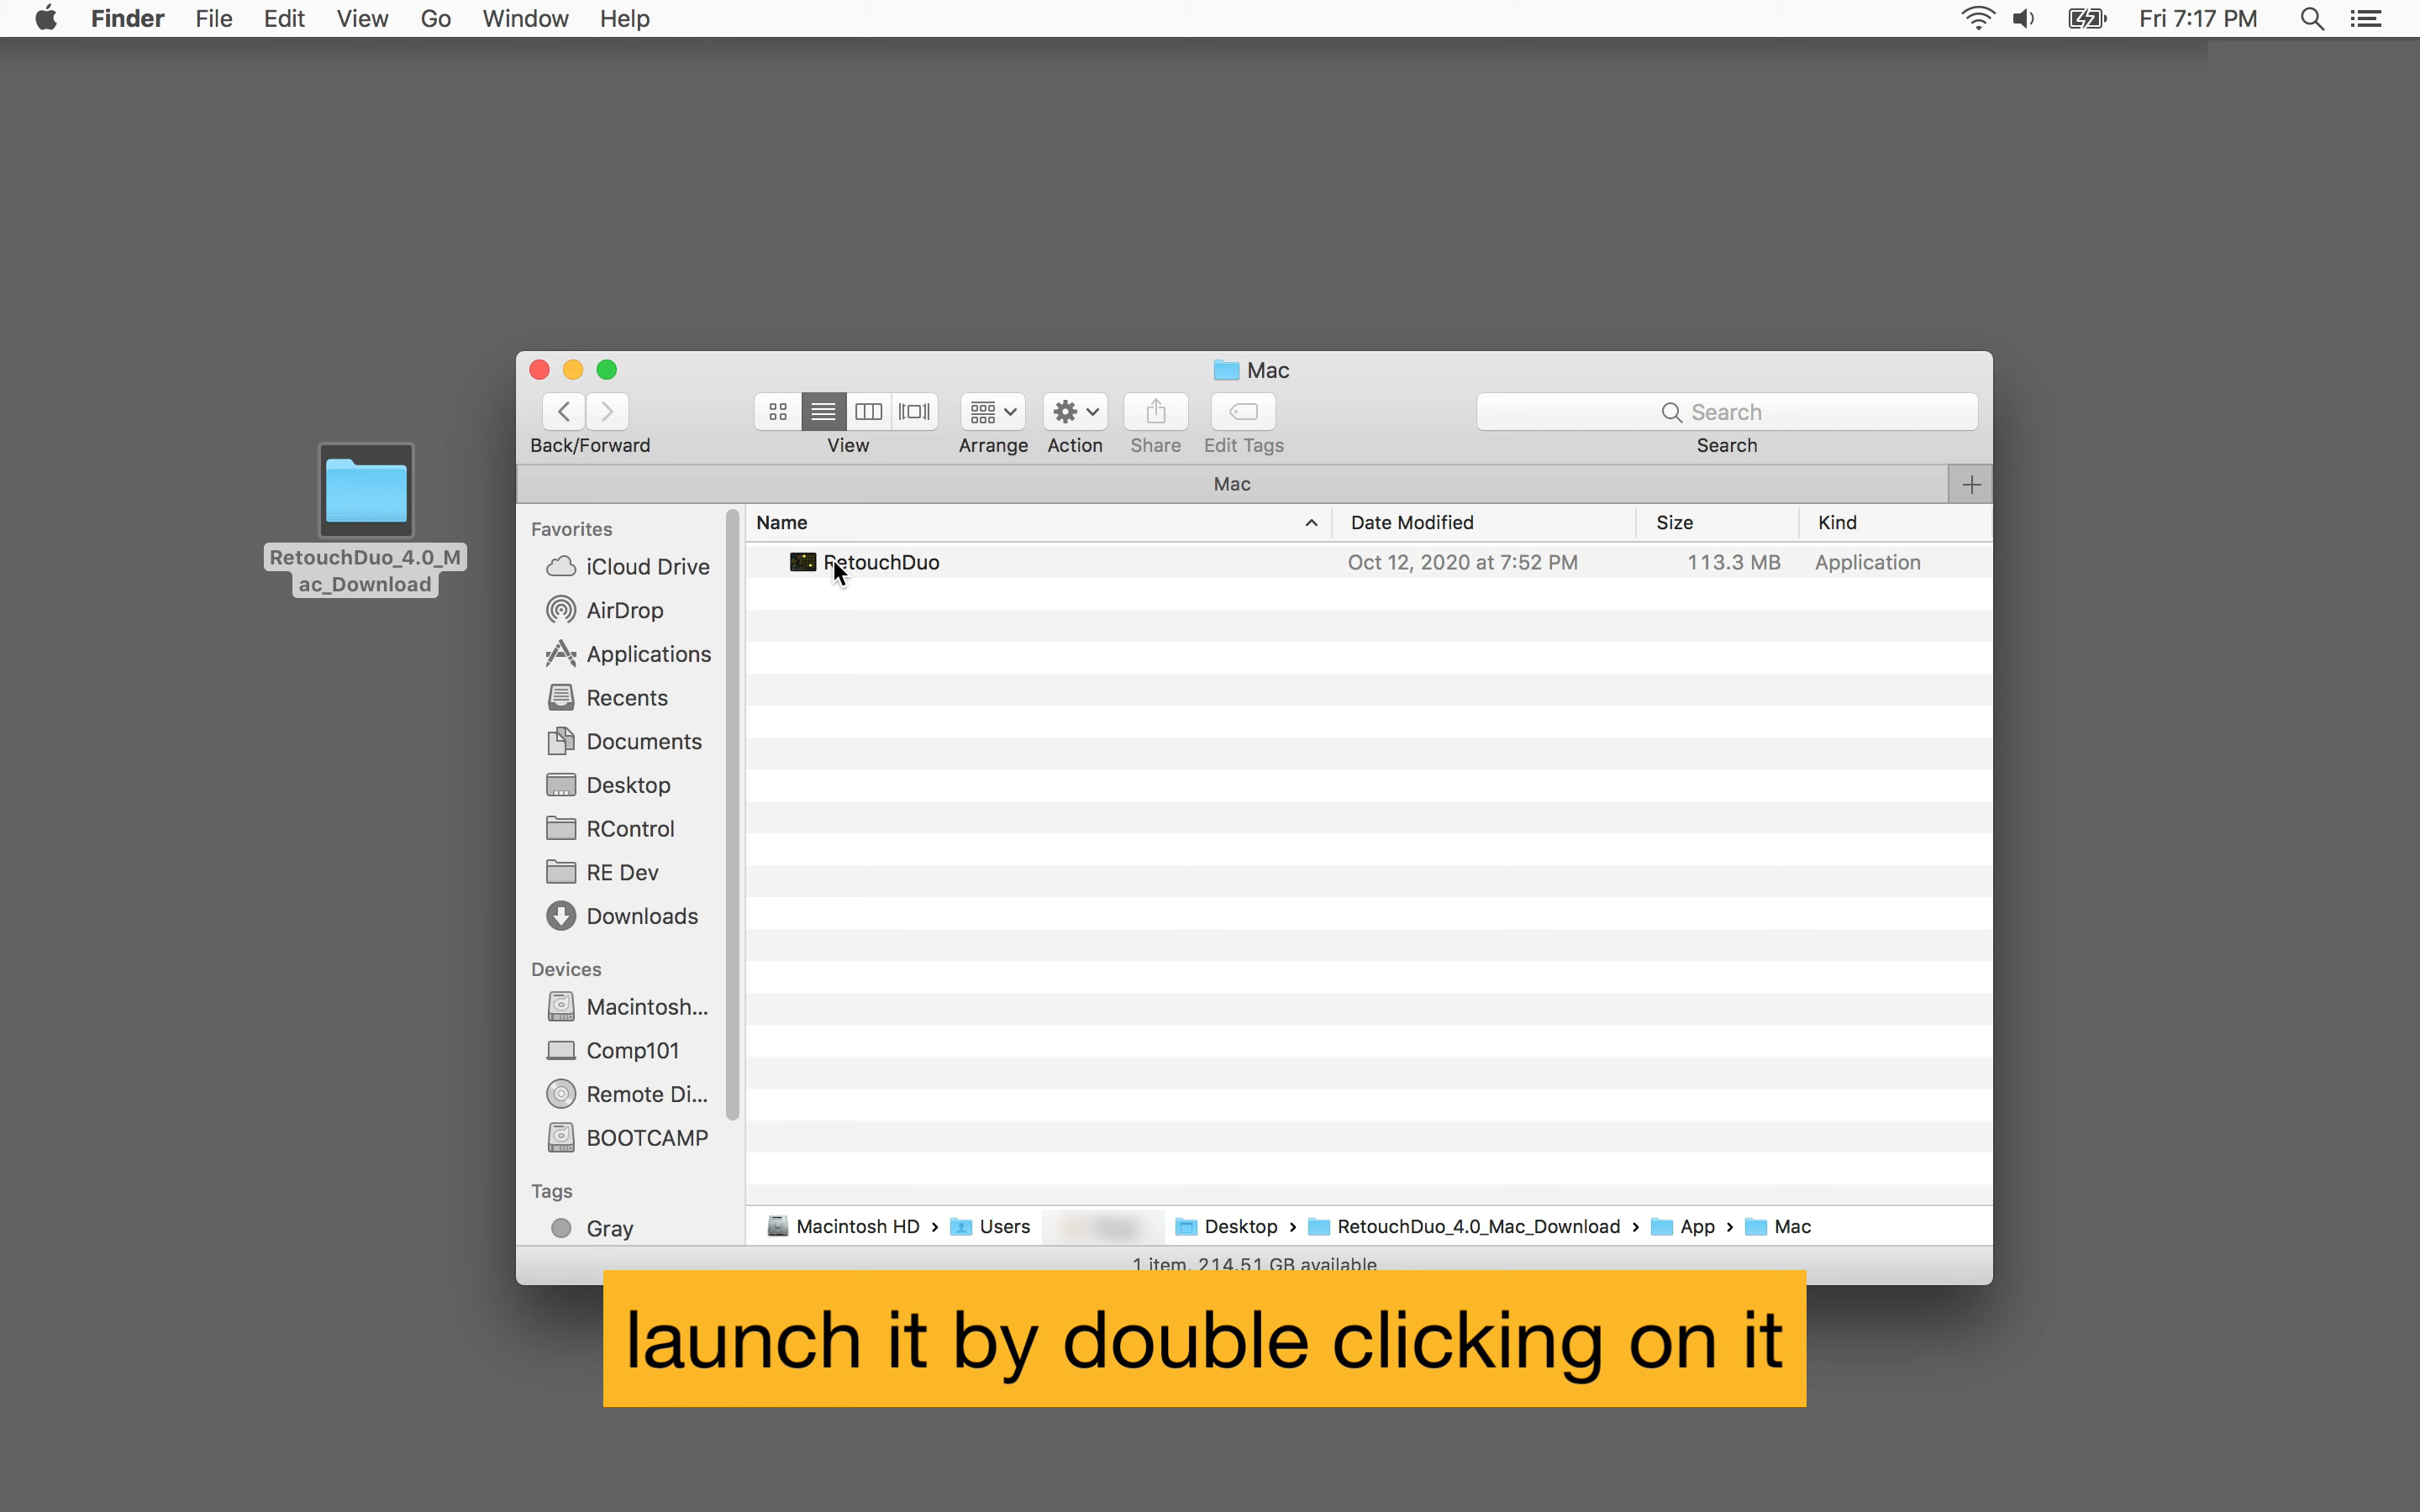 Finder File Edit View Go Window Help Fri 7:17 PM
Mac
Search
Back/Forward View Arrange Action Share Edit Tags Search
Mac
RetouchDuo_4.0_M
ac_Download
Favorites
iCloud Drive
AirDrop
Applications
Recents
Documents
Desktop
RControl
RE Dev
Downloads
Devices
Macintosh...
Comp101
Remote Di...
BOOTCAMP
Tags
Gray
Name Date Modified Size Kind
RetouchDuo Oct 12, 2020 at 7:52 PM 113.3 MB Application
Macintosh HD › Users Desktop › RetouchDuo_4.0_Mac_Download › App › Mac
1 item, 214.51 GB available
launch it by double clicking on it